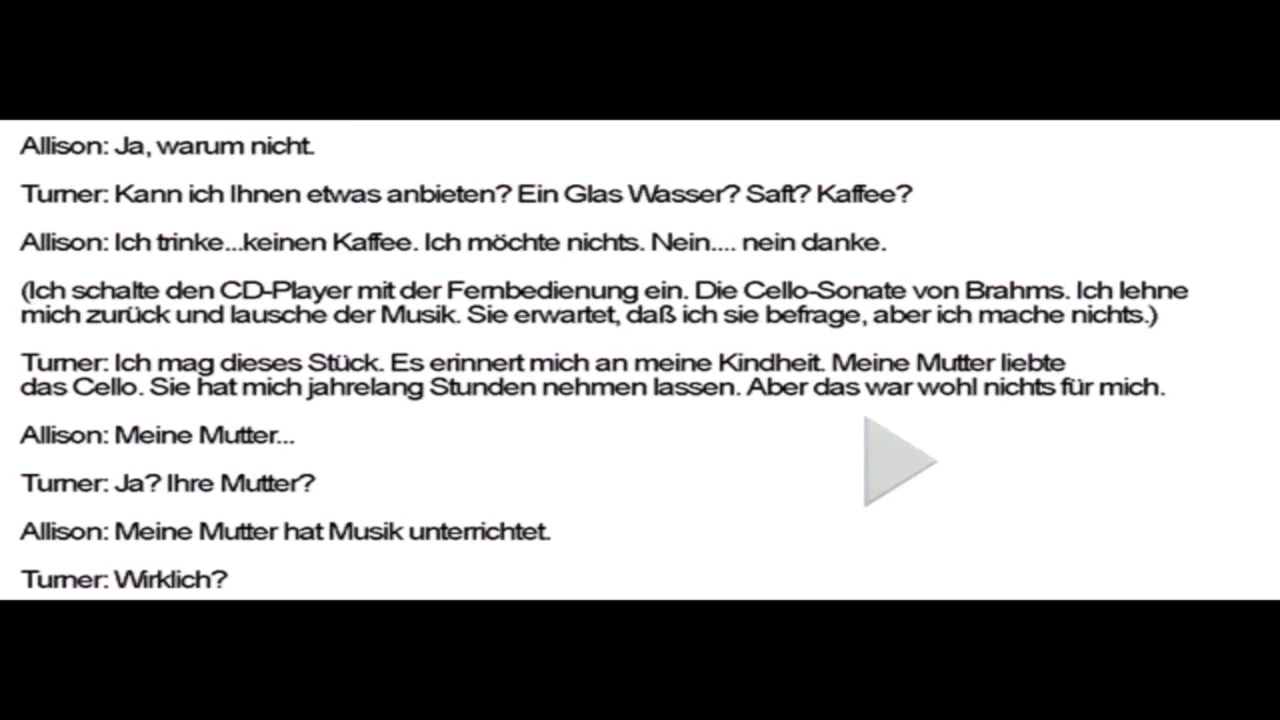 Allison: Ja, warum nicht.
Turner: Kann ich Ihnen etwas anbieten? Ein Glas Wasser? Saft? Kaffee?
Allison: Ich trinke...keinen Kaffee. Ich möchte nichts. Nein.... nein danke.
(Ich schalte den CD-Player mit der Fernbedienung ein. Die Cello-Sonate von Brahms. Ich lehne
mich zurück und lausche der Musik. Sie erwartet, daß ich sie befrage, aber ich mache nichts.)
Turner: Ich mag dieses Stück. Es erinnert mich an meine Kindheit. Meine Mutter liebte
das Cello. Sie hat mich jahrelang Stunden nehmen lassen. Aber das war wohl nichts für mich.
Allison: Meine Mutter...
Turner: Ja? Ihre Mutter?
Allison: Meine Mutter hat Musik unterrichtet.
Turner: Wirklich?